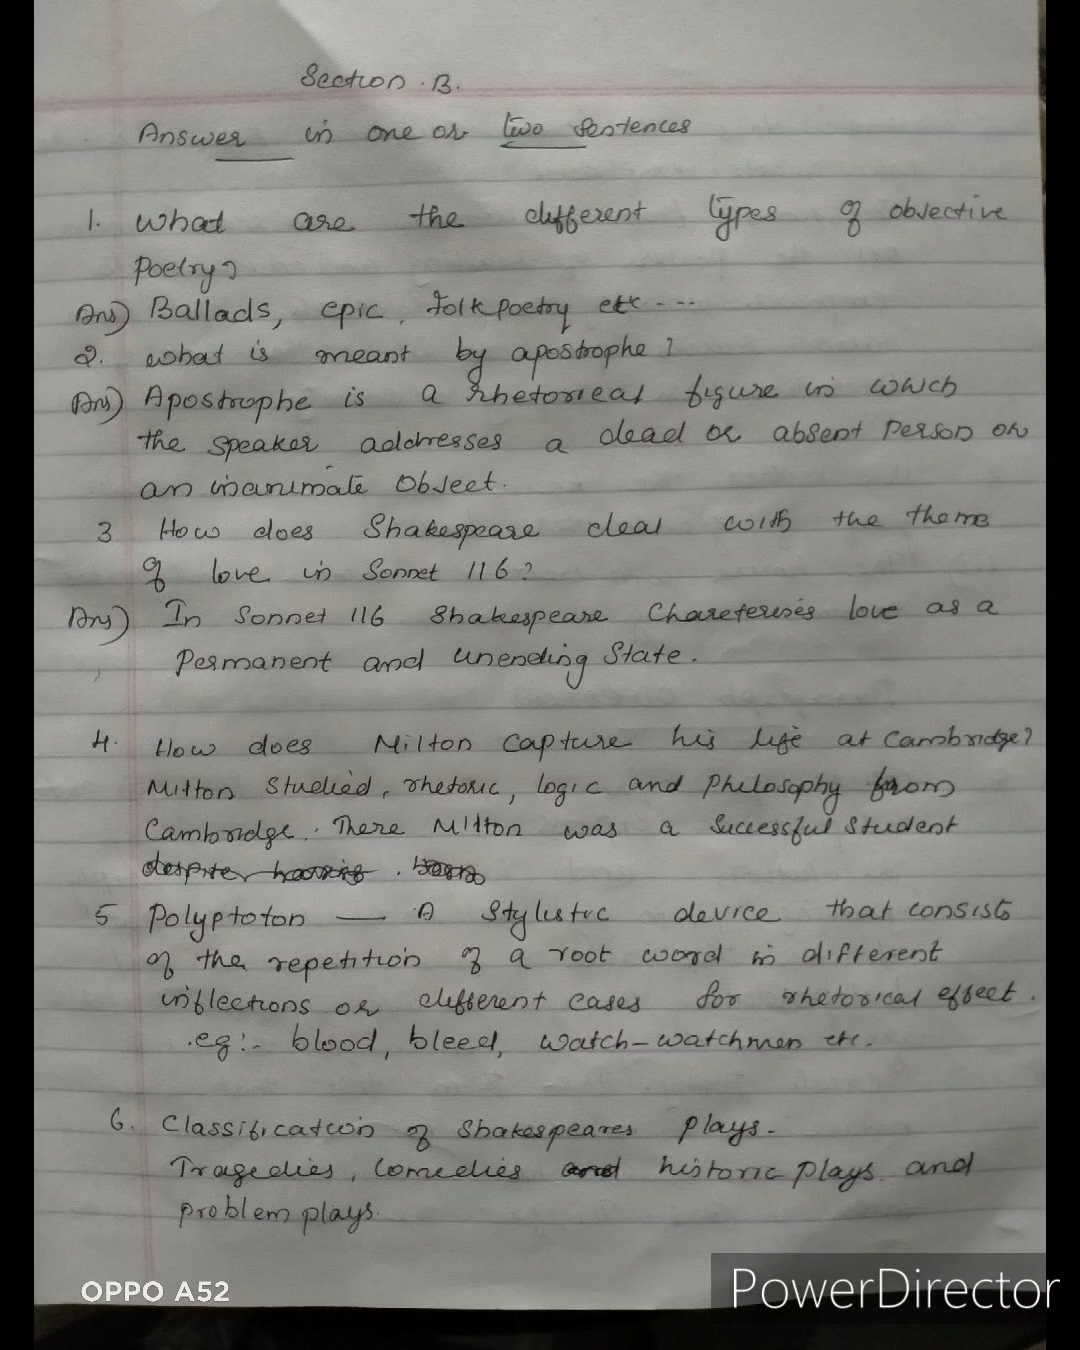 Section . B.
Answer in one or two sentences
1. What are the different types of objective
Poetry?
Ans) Ballads, epic, folk poetry etc ----
2. what is meant by apostrophe ?
Ans) Apostrophe is a rhetorical figure in which
the speaker addresses a dead or absent person or
an inanimate object.
3 How does Shakespeare deal with the theme
of love in Sonnet 116?
Ans) In Sonnet 116 Shakespeare Chareterises love as a
Permanent and unending State.
4. How does Milton capture his life at Cambridge?
Milton Studied, rhetoric, logic and philosophy from
Cambridge. There Milton was a successful student
despite having
5 Polyptoton — A stylistic device that consists
of the repetition of a root word in different
inflections or different cases for rhetorical effect.
eg:- blood, bleed, watch-watchmen etc.
6. Classification of Shakespeares plays.
Tragedies, Comedies and historic plays and
problem plays.
OPPO A52
PowerDirector